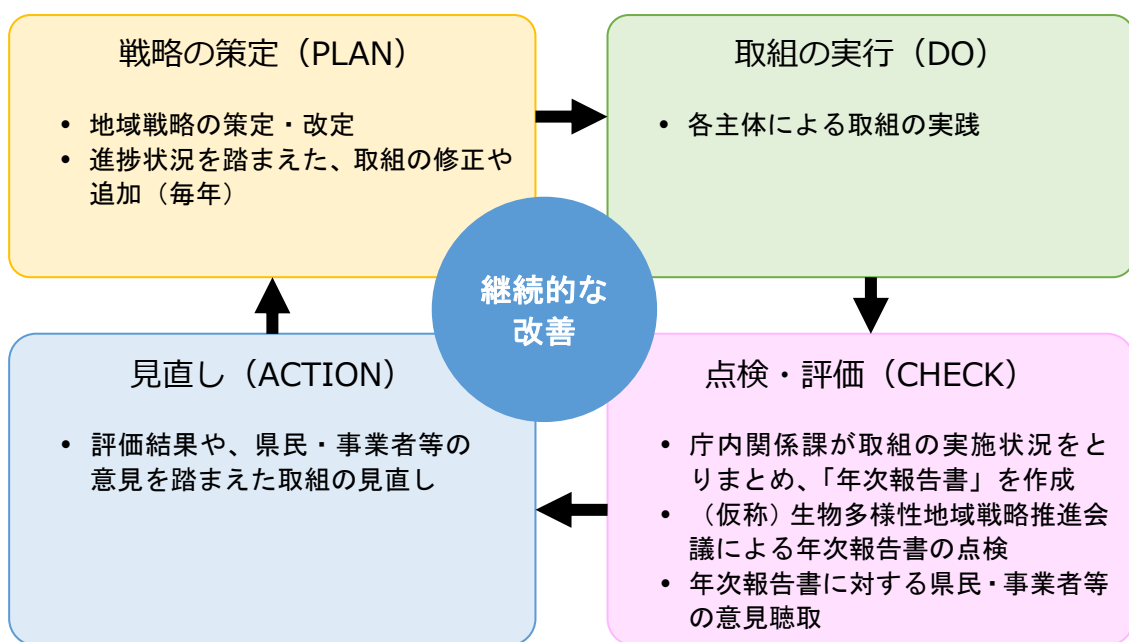 戦略の策定（PLAN）
• 地域戦略の策定・改定
• 進捗状況を踏まえた、取組の修正や
追加（毎年）
取組の実行（DO）
• 各主体による取組の実践
継続的な
改善
見直し（ACTION）
• 評価結果や、県民・事業者等の
意見を踏まえた取組の見直し
点検・評価（CHECK）
• 庁内関係課が取組の実施状況をと
りまとめ、「年次報告書」を作成
• （仮称）生物多様性地域戦略推進会
議による年次報告書の点検
• 年次報告書に対する県民・事業者等
の意見聴取